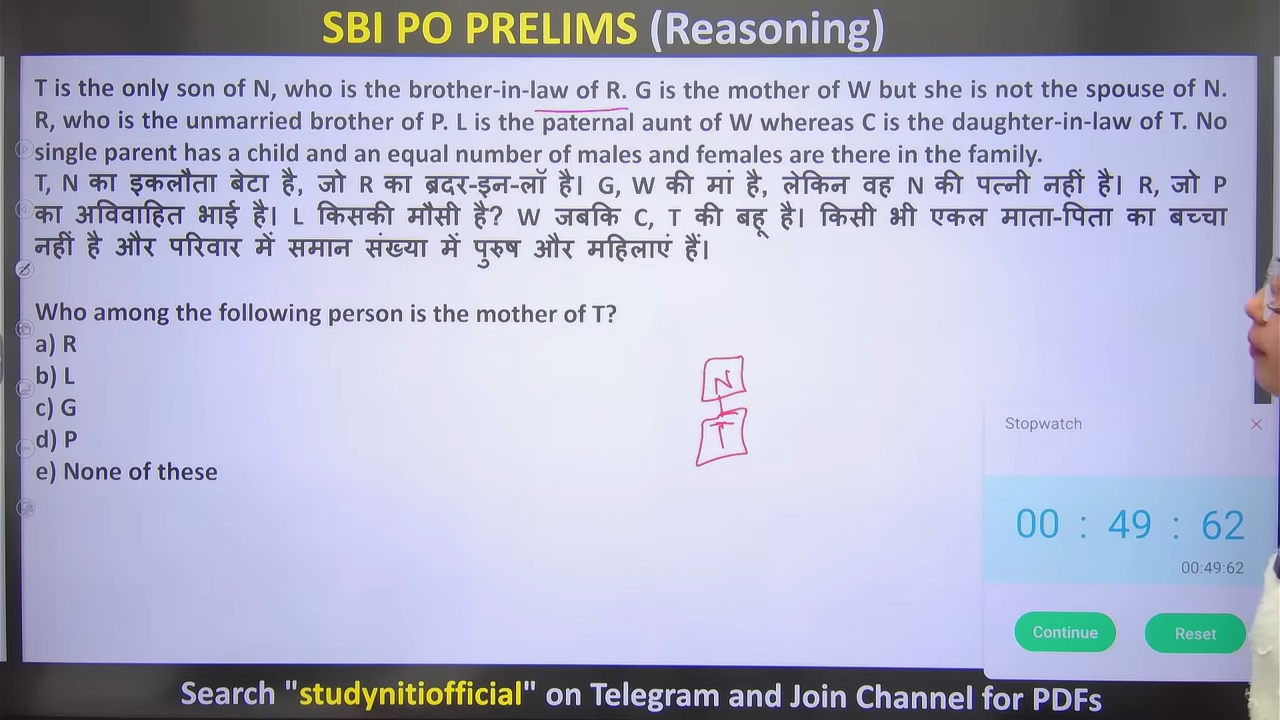 SBI PO PRELIMS (Reasoning)
T is the only son of N, who is the brother-in-law of R. G is the mother of W but she is not the spouse of N.
R, who is the unmarried brother of P. L is the paternal aunt of W whereas C is the daughter-in-law of T. No
single parent has a child and an equal number of males and females are there in the family.
T, N का इकलौता बेटा है, जो R का ब्रदर-इन-लॉ है। G, W की मां है, लेकिन वह N की पत्नी नहीं है। R, जो P
का अविवाहित भाई है। L किसकी मौसी है? W जबकि C, T की बहू है। किसी भी एकल माता-पिता का बच्चा
नहीं है और परिवार में समान संख्या में पुरुष और महिलाएं हैं।
Who among the following person is the mother of T?
a) R
b) L
c) G
d) P
e) None of these
N
T
Stopwatch
00 : 49 : 62
00:49:62
Continue
Reset
Search "studynitiofficial" on Telegram and Join Channel for PDFs